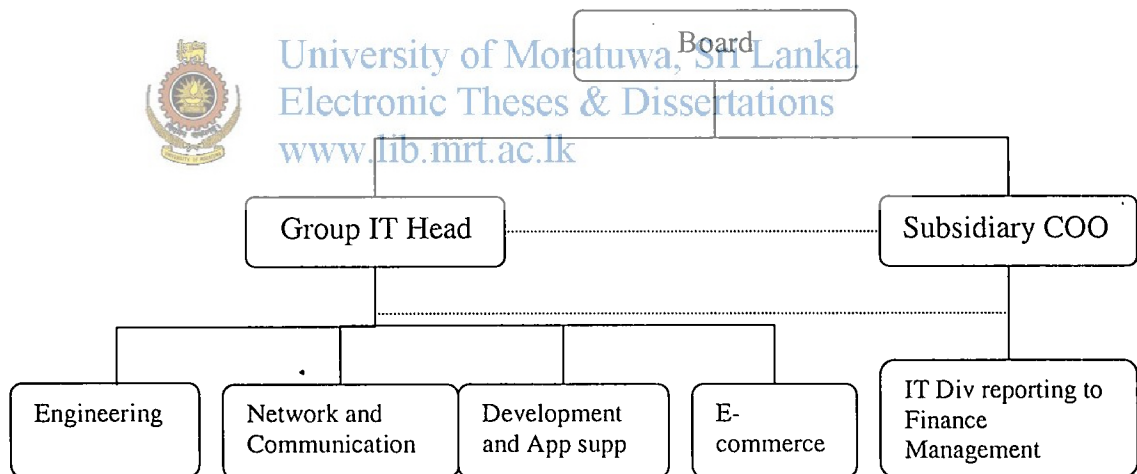 University of Moratuwa, Sri Lanka.
Electronic Theses & Dissertations
www.lib.mrt.ac.lk
Board
Group IT Head
Subsidiary COO
Engineering
Network and
Communication
Development
and App supp
E-
commerce
IT Div reporting to
Finance
Management